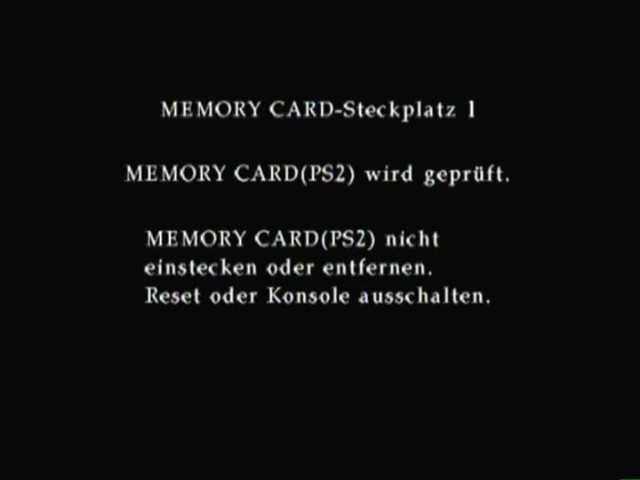 MEMORY CARD-Steckplatz 1
MEMORY CARD(PS2) wird geprüft.
MEMORY CARD(PS2) nicht
einstecken oder entfernen.
Reset oder Konsole ausschalten.